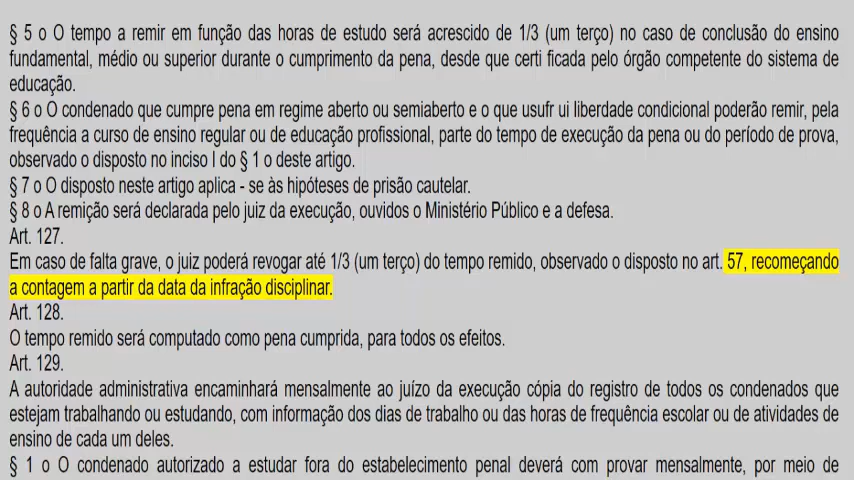 § 5 o O tempo a remir em função das horas de estudo será acrescido de 1/3 (um terço) no caso de conclusão do ensino
fundamental, médio ou superior durante o cumprimento da pena, desde que certi ficada pelo órgão competente do sistema de
educação.
§ 6 o O condenado que cumpre pena em regime aberto ou semiaberto e o que usufr ui liberdade condicional poderão remir, pela
frequência a curso de ensino regular ou de educação profissional, parte do tempo de execução da pena ou do período de prova,
observado o disposto no inciso I do § 1 o deste artigo.
§ 7 o O disposto neste artigo aplica - se às hipóteses de prisão cautelar.
§ 8 o A remição será declarada pelo juiz da execução, ouvidos o Ministério Público e a defesa.
Art. 127.
Em caso de falta grave, o juiz poderá revogar até 1/3 (um terço) do tempo remido, observado o disposto no art. 57, recomeçando
a contagem a partir da data da infração disciplinar.
Art. 128.
O tempo remido será computado como pena cumprida, para todos os efeitos.
Art. 129.
A autoridade administrativa encaminhará mensalmente ao juízo da execução cópia do registro de todos os condenados que
estejam trabalhando ou estudando, com informação dos dias de trabalho ou das horas de frequência escolar ou de atividades de
ensino de cada um deles.
§ 1 o O condenado autorizado a estudar fora do estabelecimento penal deverá com provar mensalmente, por meio de